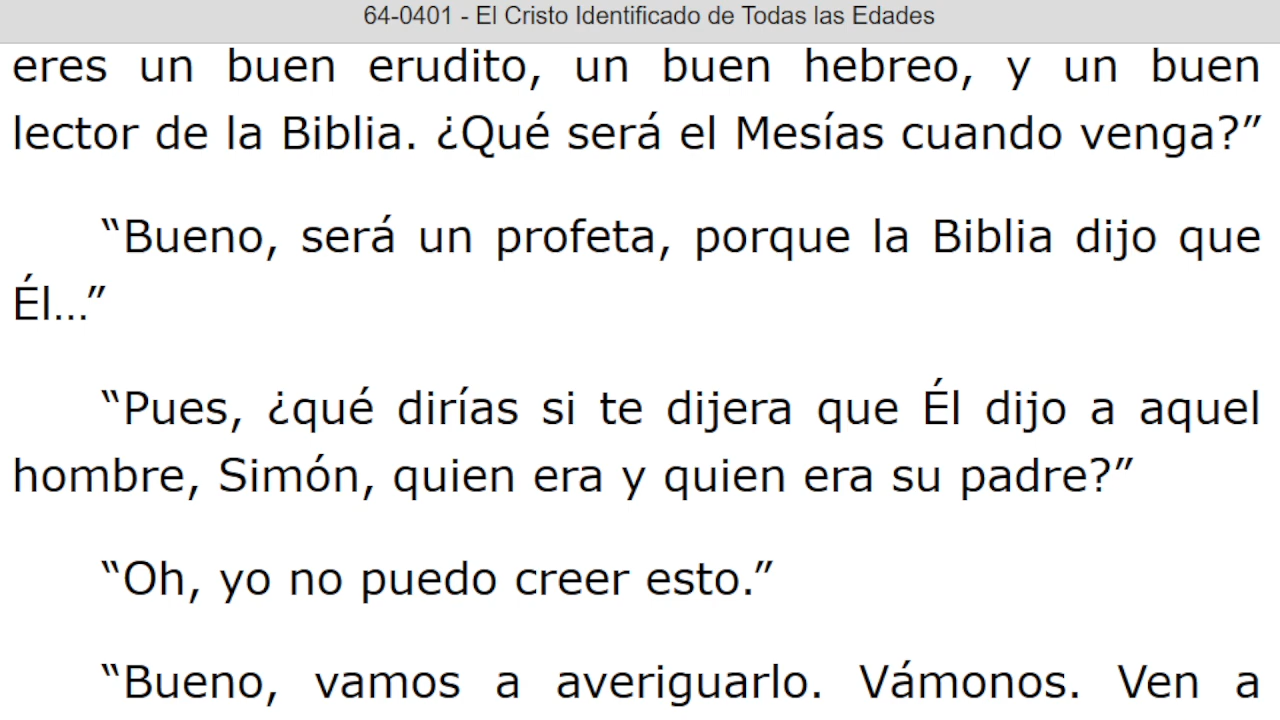 64-0401 - El Cristo Identificado de Todas las Edades
eres un buen erudito, un buen hebreo, y un buen
lector de la Biblia. ¿Qué será el Mesías cuando venga?”
“Bueno, será un profeta, porque la Biblia dijo que
Él...”
“Pues, ¿qué dirías si te dijera que Él dijo a aquel
hombre, Simón, quien era y quien era su padre?”
“Oh, yo no puedo creer esto.”
“Bueno, vamos a averiguarlo. Vámonos. Ven a